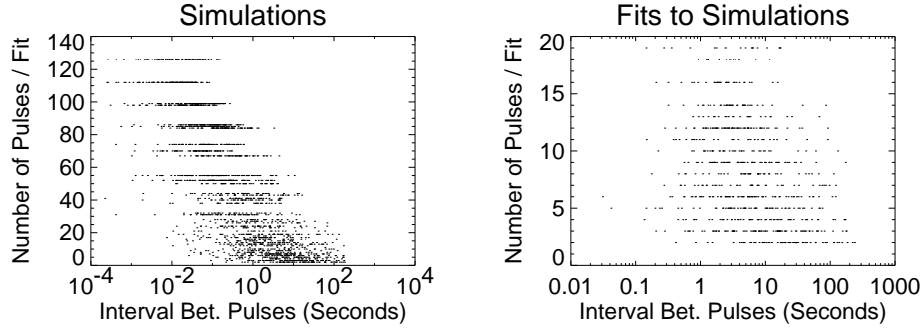 Simulations
Number of Pulses / Fit
140
120
100
80
60
40
20
0
10^-4 10^-2 10^0 10^2 10^4
Interval Bet. Pulses (Seconds)
Fits to Simulations
Number of Pulses / Fit
20
15
10
5
0
0.01 0.10 1 10 100 1000
Interval Bet. Pulses (Seconds)